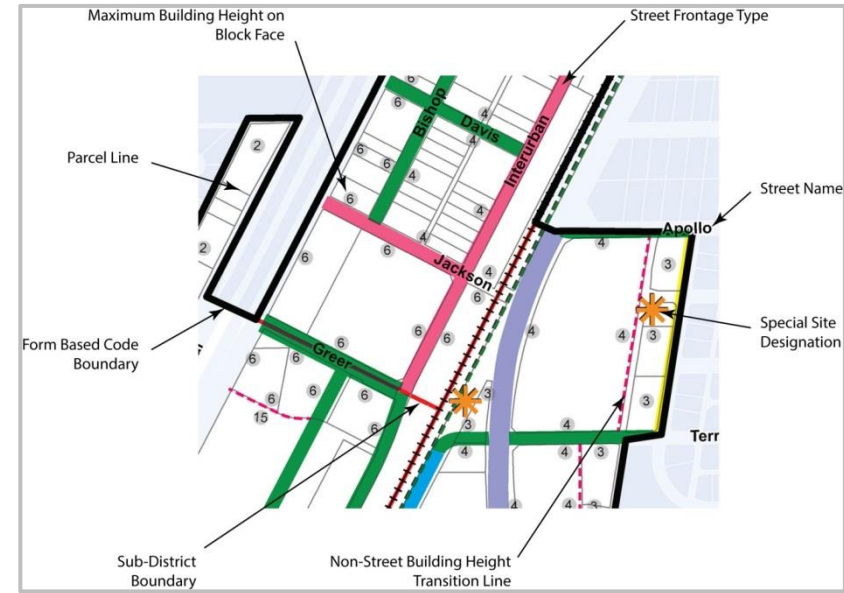 Maximum Building Height on
Block Face
Street Frontage Type
Parcel Line
Street Name
Form Based Code
Boundary
Special Site
Designation
Sub-District
Boundary
Non-Street Building Height
Transition Line
Bishop
Davis
Interurban
Jackson
Greer
Apollo
Terr
6
6
4
4
2
6
6
6
4
4
6
4
4
3
2
6
6
4
4
3
4
3
6
6
6
6
6
6
6
3
3
3
6
6
15
3
4
4
4
4
3
4
4
3